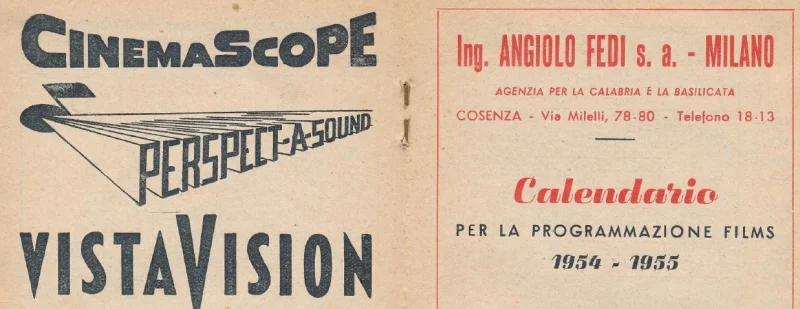 CINEMASCOPE
PERSPECT-A-SOUND
VISTAVISION
Ing. ANGIOLO FEDI s. a. - MILANO
AGENZIA PER LA CALABRIA E LA BASILICATA
COSENZA - Via Milelli, 78-80 - Telefono 18-13
Calendario
PER LA PROGRAMMAZIONE FILMS
1954 - 1955